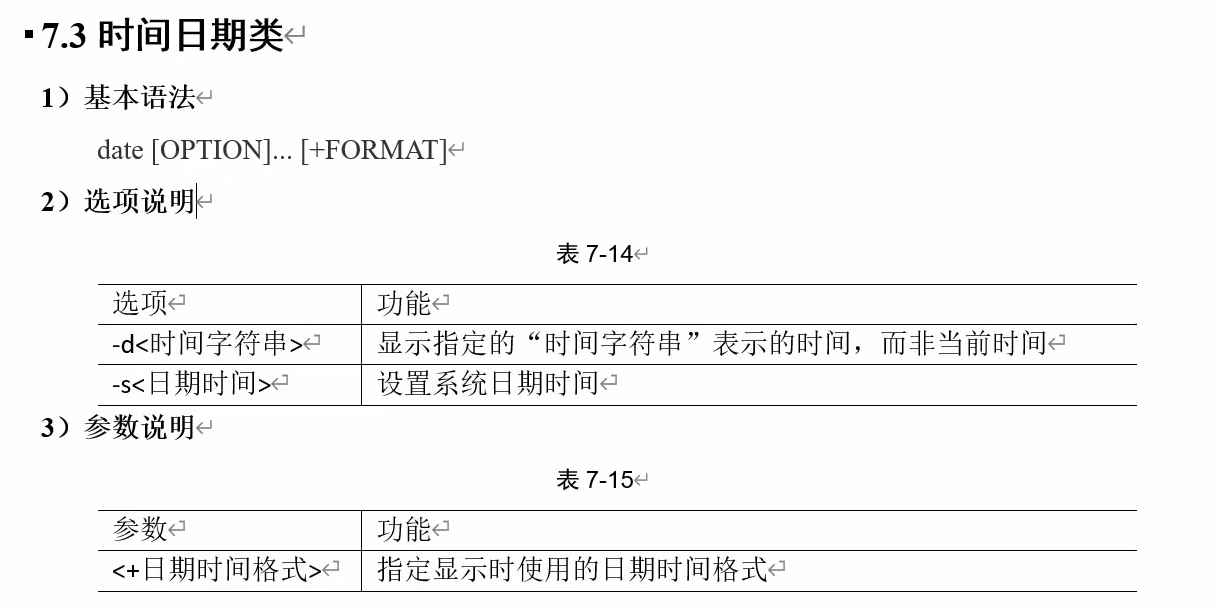 7.3 时间日期类
1）基本语法
date [OPTION]... [+FORMAT]
2）选项说明
表 7-14
选项 功能
-d<时间字符串> 显示指定的“时间字符串”表示的时间，而非当前时间
-s<日期时间> 设置系统日期时间
3）参数说明
表 7-15
参数 功能
<+日期时间格式> 指定显示时使用的日期时间格式